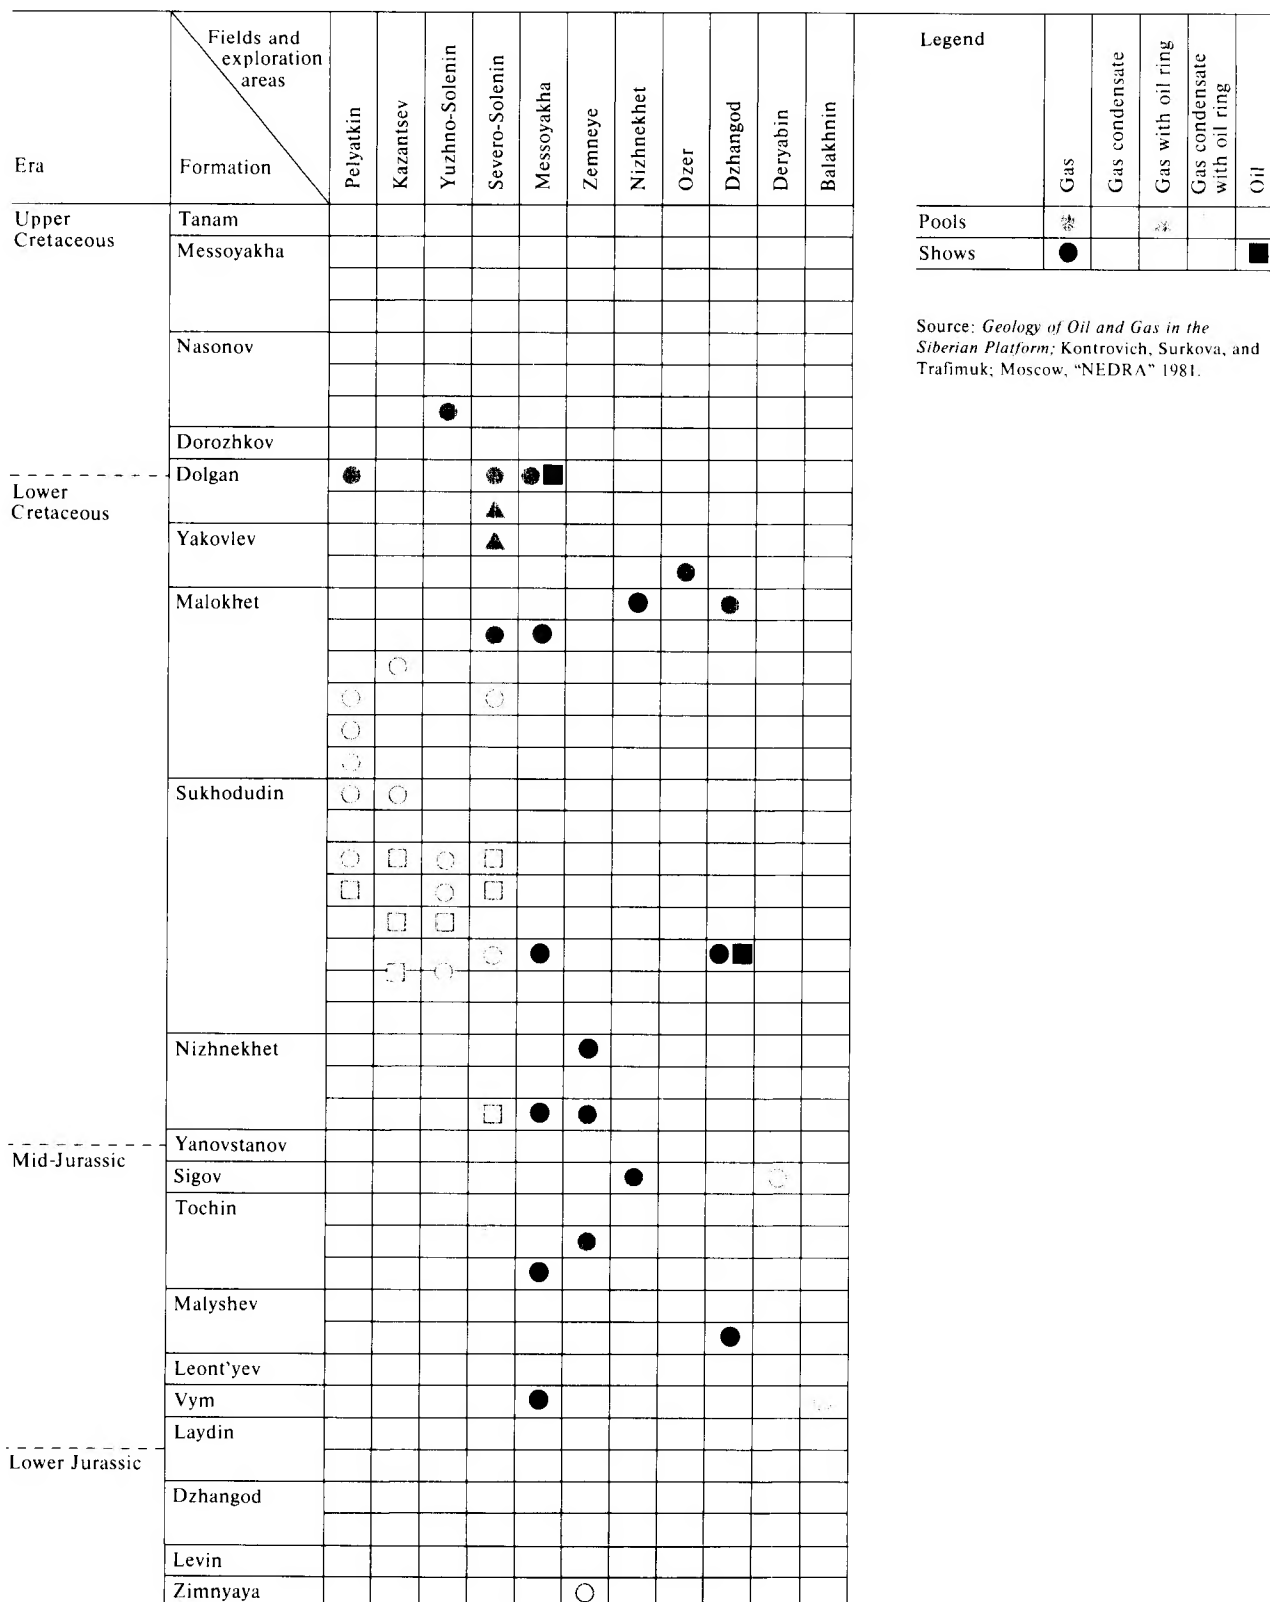 Fields and
exploration
areas
Era
Formation
Pelyatkin
Kazantsev
Yuzhno-Solenin
Severo-Solenin
Messoyakha
Zemneye
Nizhnekhet
Ozer
Dzhangod
Deryabin
Balakhnin
Upper
Cretaceous
Tanam
Messoyakha
Nasonov
Dorozhkov
Dolgan
Lower
Cretaceous
Yakovlev
Malokhet
Sukhodudin
Nizhnekhet
Yanovstanov
Mid-Jurassic
Sigov
Tochin
Malyshev
Leont'yev
Vym
Laydin
Lower Jurassic
Dzhangod
Levin
Zimnyaya
Legend
Gas
Gas condensate
Gas with oil ring
Gas condensate
with oil ring
Oil
Pools
Shows
Source: Geology of Oil and Gas in the
Siberian Platform; Kontrovich, Surkova, and
Trafimuk; Moscow, “NEDRA” 1981.